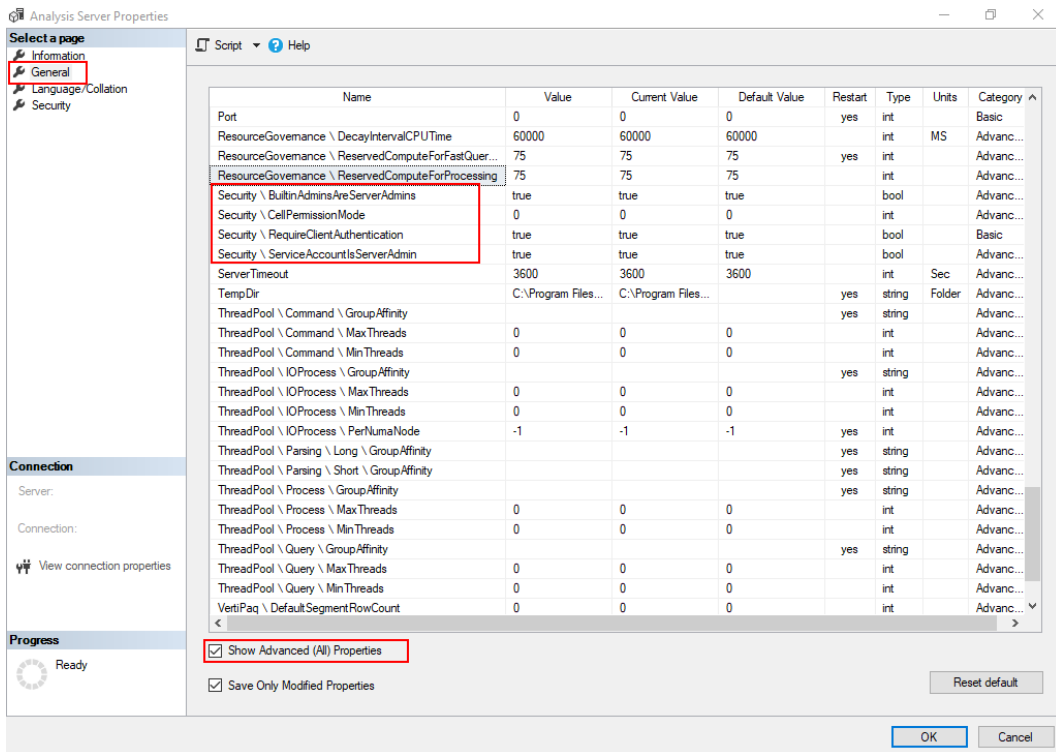 Analysis Server Properties
Select a page
Information
General
Language/Collation
Security
Script Help
Name Value Current Value Default Value Restart Type Units Category
Port 0 0 0 yes int Basic
ResourceGovernance \ DecayIntervalCPUTime 60000 60000 60000 int MS Advanc...
ResourceGovernance \ ReservedComputeForFastQuer... 75 75 75 yes int Advanc...
ResourceGovernance \ ReservedComputeForProcessing 75 75 75 int Advanc...
Security \ BuiltinAdminsAreServerAdmins true true true bool Advanc...
Security \ CellPermissionMode 0 0 0 int Advanc...
Security \ RequireClientAuthentication true true true bool Basic
Security \ ServiceAccountIsServerAdmin true true true bool Advanc...
ServerTimeout 3600 3600 3600 int Sec Advanc...
TempDir C:\Program Files... C:\Program Files... yes string Folder Advanc...
ThreadPool \ Command \ GroupAffinity yes string Advanc...
ThreadPool \ Command \ MaxThreads 0 0 0 int Advanc...
ThreadPool \ Command \ MinThreads 0 0 0 int Advanc...
ThreadPool \ IOProcess \ GroupAffinity yes string Advanc...
ThreadPool \ IOProcess \ MaxThreads 0 0 0 int Advanc...
ThreadPool \ IOProcess \ MinThreads 0 0 0 int Advanc...
ThreadPool \ IOProcess \ PerNumaNode -1 -1 -1 yes int Advanc...
ThreadPool \ Parsing \ Long \ GroupAffinity yes string Advanc...
ThreadPool \ Parsing \ Short \ GroupAffinity yes string Advanc...
ThreadPool \ Process \ GroupAffinity yes string Advanc...
ThreadPool \ Process \ MaxThreads 0 0 0 int Advanc...
ThreadPool \ Process \ MinThreads 0 0 0 int Advanc...
ThreadPool \ Query \ GroupAffinity yes string Advanc...
ThreadPool \ Query \ MaxThreads 0 0 0 int Advanc...
ThreadPool \ Query \ MinThreads 0 0 0 int Advanc...
VertiPaq \ DefaultSegmentRowCount 0 0 0 int Advanc...
Connection
Server:
Connection:
View connection properties
Progress
Ready
Show Advanced (All) Properties
Save Only Modified Properties
Reset default
OK Cancel